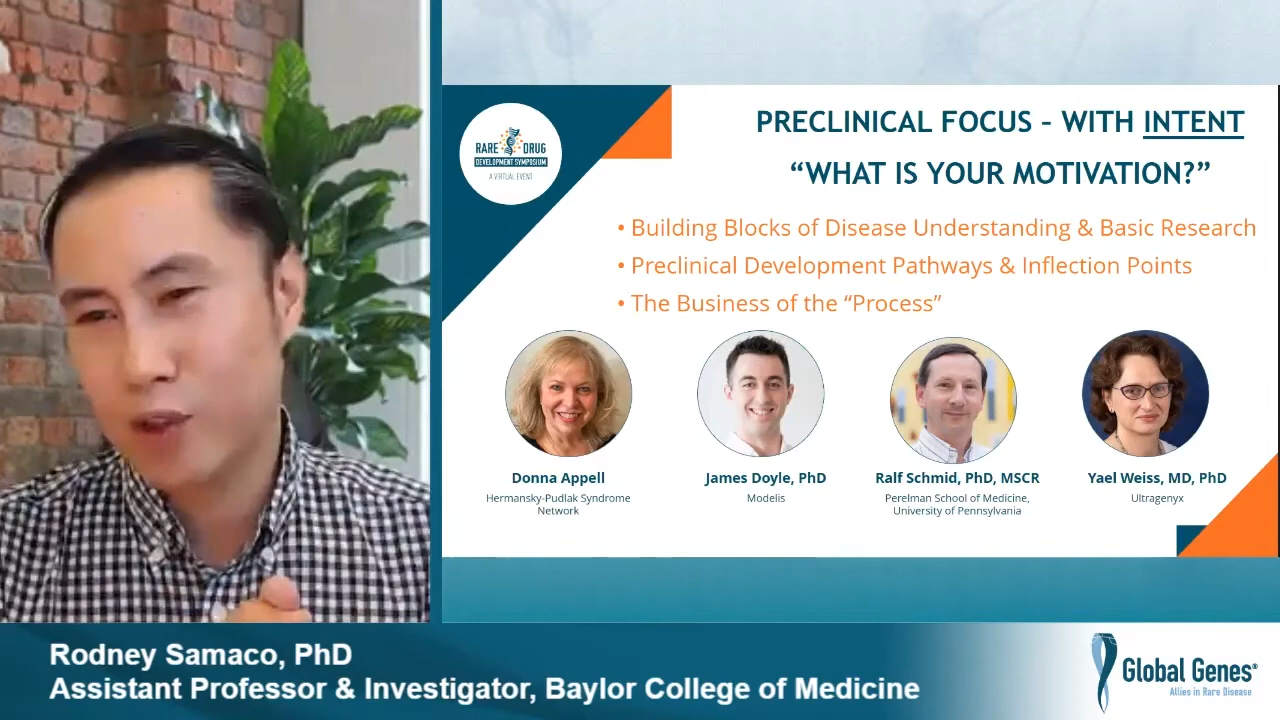 RARE DRUG
DEVELOPMENT SYMPOSIUM
A VIRTUAL EVENT
PRECLINICAL FOCUS – WITH INTENT
“WHAT IS YOUR MOTIVATION?”
• Building Blocks of Disease Understanding & Basic Research
• Preclinical Development Pathways & Inflection Points
• The Business of the “Process”
Donna Appell
Hermansky-Pudlak Syndrome
Network
James Doyle, PhD
Modelis
Ralf Schmid, PhD, MSCR
Perelman School of Medicine,
University of Pennsylvania
Yael Weiss, MD, PhD
Ultragenyx
Rodney Samaco, PhD
Assistant Professor & Investigator, Baylor College of Medicine
Global Genes®
Allies in Rare Disease